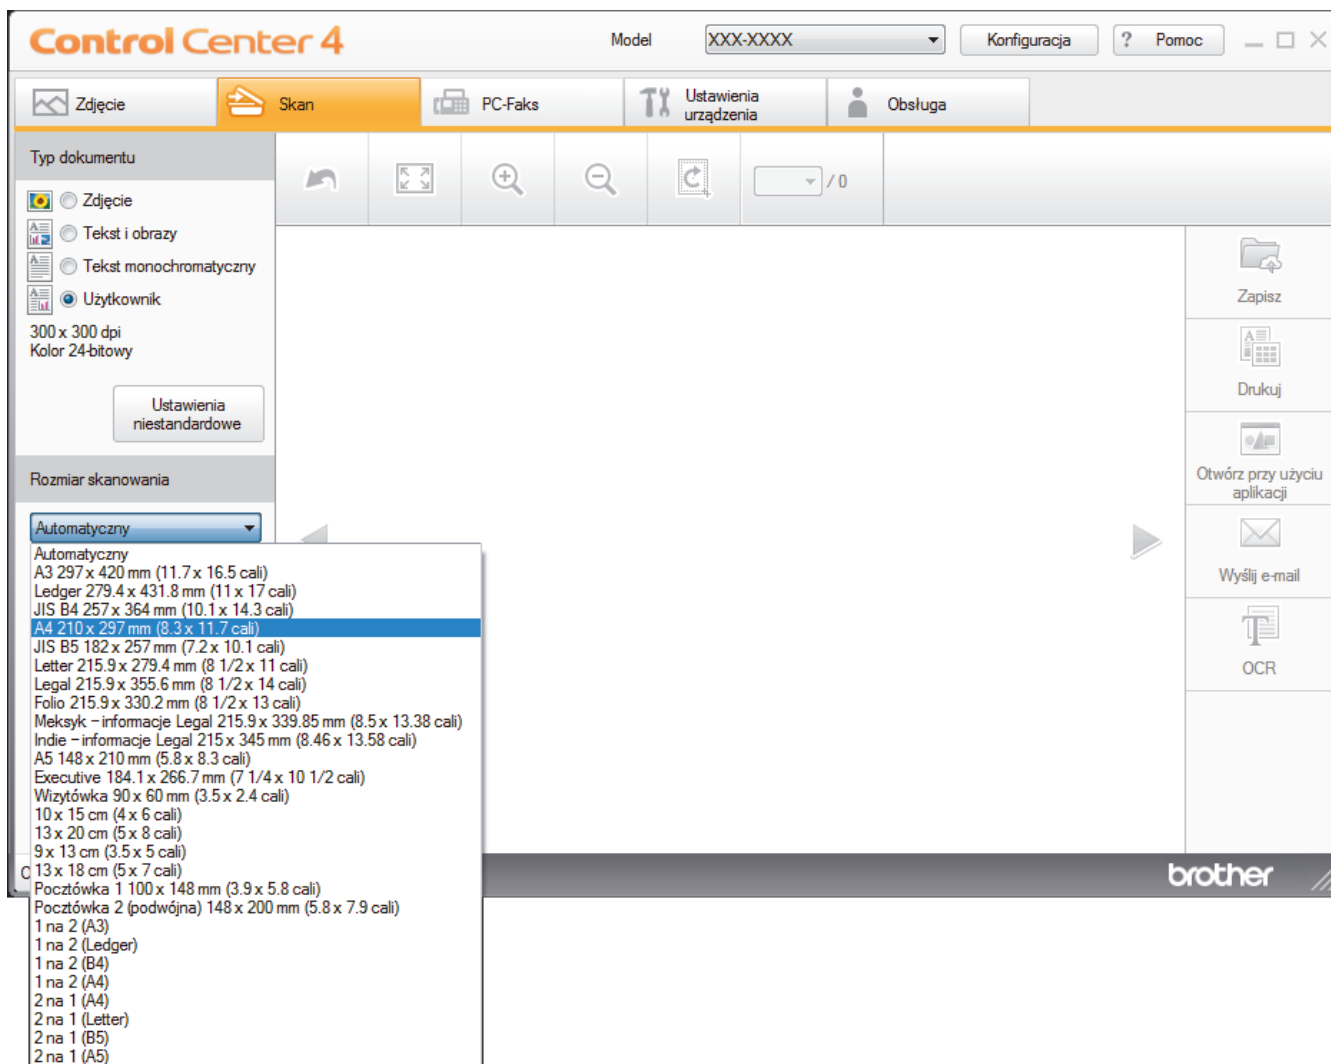 Control Center 4
Model
XXX-XXXX
Konfiguracja
? Pomoc
Zdjęcie
Skan
PC-Faks
Ustawienia
urządzenia
Obsługa
Typ dokumentu
Zdjęcie
Tekst i obrazy
Tekst monochromatyczny
Użytkownik
300 x 300 dpi
Kolor 24-bitowy
Ustawienia
niestandardowe
/ 0
Rozmiar skanowania
Automatyczny
Automatyczny
A3 297 x 420 mm (11.7 x 16.5 cali)
Ledger 279.4 x 431.8 mm (11 x 17 cali)
JIS B4 257 x 364 mm (10.1 x 14.3 cali)
A4 210 x 297 mm (8.3 x 11.7 cali)
JIS B5 182 x 257 mm (7.2 x 10.1 cali)
Letter 215.9 x 279.4 mm (8 1/2 x 11 cali)
Legal 215.9 x 355.6 mm (8 1/2 x 14 cali)
Folio 215.9 x 330.2 mm (8 1/2 x 13 cali)
Meksyk – informacje Legal 215.9 x 339.85 mm (8.5 x 13.38 cali)
Indie – informacje Legal 215 x 345 mm (8.46 x 13.58 cali)
A5 148 x 210 mm (5.8 x 8.3 cali)
Executive 184.1 x 266.7 mm (7 1/4 x 10 1/2 cali)
Wizytówka 90 x 60 mm (3.5 x 2.4 cali)
10 x 15 cm (4 x 6 cali)
13 x 20 cm (5 x 8 cali)
9 x 13 cm (3.5 x 5 cali)
13 x 18 cm (5 x 7 cali)
Pocztówka 1 100 x 148 mm (3.9 x 5.8 cali)
Pocztówka 2 (podwójna) 148 x 200 mm (5.8 x 7.9 cali)
1 na 2 (A3)
1 na 2 (Ledger)
1 na 2 (B4)
1 na 2 (A4)
2 na 1 (A4)
2 na 1 (Letter)
2 na 1 (B5)
2 na 1 (A5)
Zapisz
Drukuj
Otwórz przy użyciu
aplikacji
Wyślij e-mail
OCR
brother